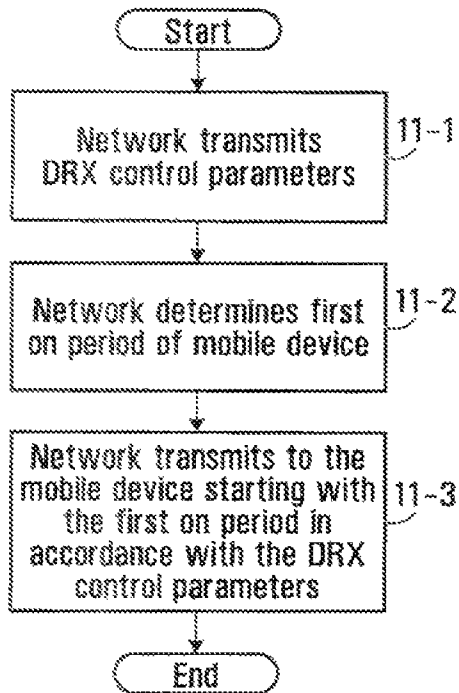 Start
Network transmits
DRX control parameters
11-1
Network determines first
on period of mobile device
11-2
Network transmits to the
mobile device starting with
the first on period in
accordance with the DRX
control parameters
11-3
End